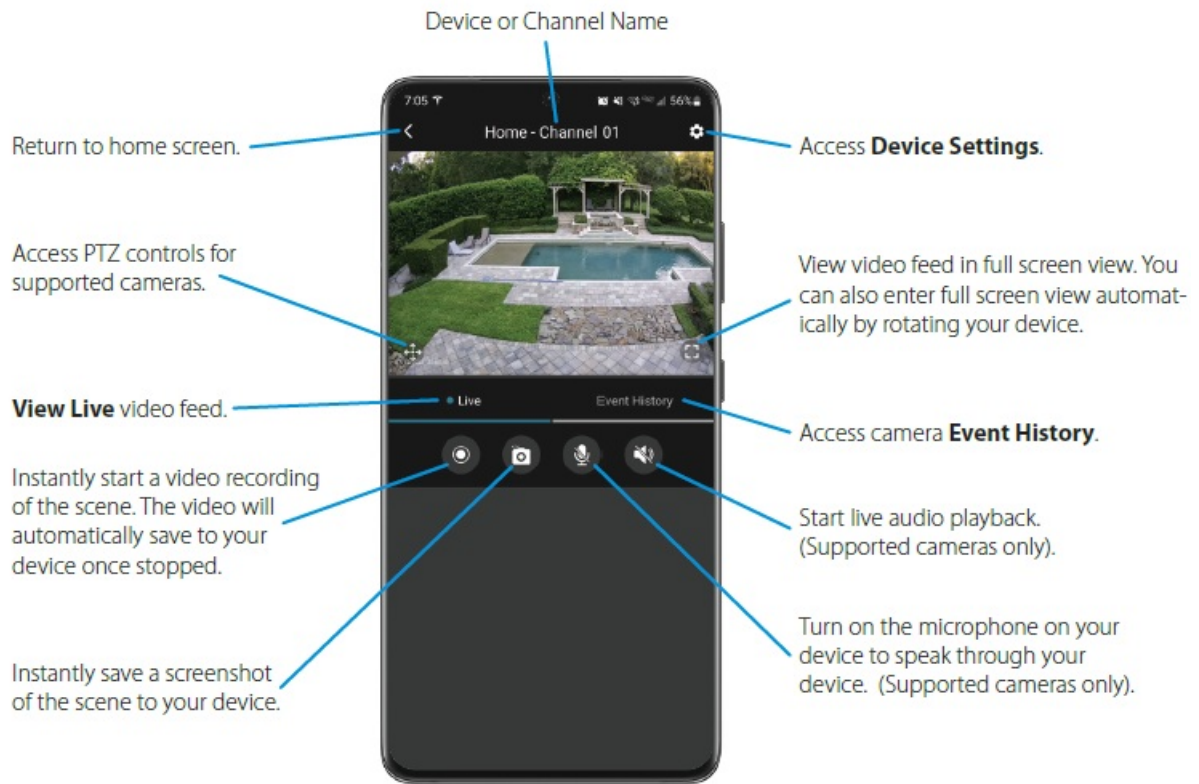 Device or Channel Name
7:05
56%
Home - Channel 01
Return to home screen.
Access Device Settings.
Access PTZ controls for
supported cameras.
View video feed in full screen view. You
can also enter full screen view automat-
ically by rotating your device.
View Live video feed.
Live
Event History
Access camera Event History.
Instantly start a video recording
of the scene. The video will
automatically save to your
device once stopped.
Start live audio playback.
(Supported cameras only).
Instantly save a screenshot
of the scene to your device.
Turn on the microphone on your
device to speak through your
device. (Supported cameras only).